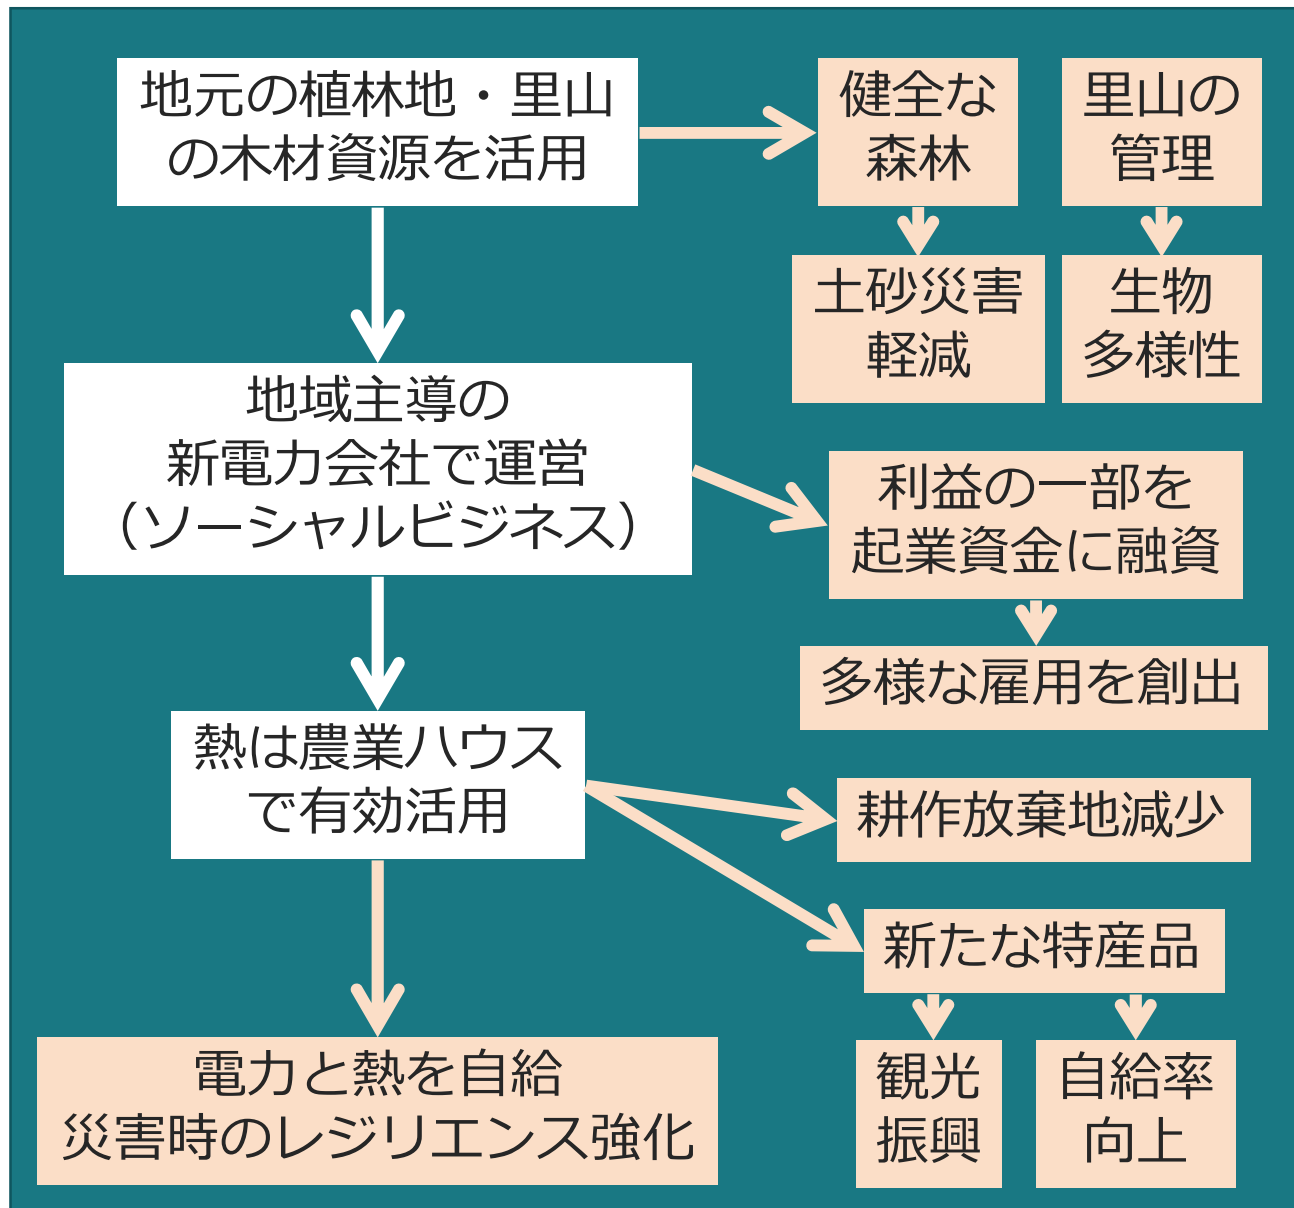 地元の植林地・里山
の木材資源を活用
健全な
森林
里山の
管理
土砂災害
軽減
生物
多様性
地域主導の
新電力会社で運営
（ソーシャルビジネス）
利益の一部を
起業資金に融資
多様な雇用を創出
熱は農業ハウス
で有効活用
耕作放棄地減少
新たな特産品
観光
振興
自給率
向上
電力と熱を自給
災害時のレジリエンス強化